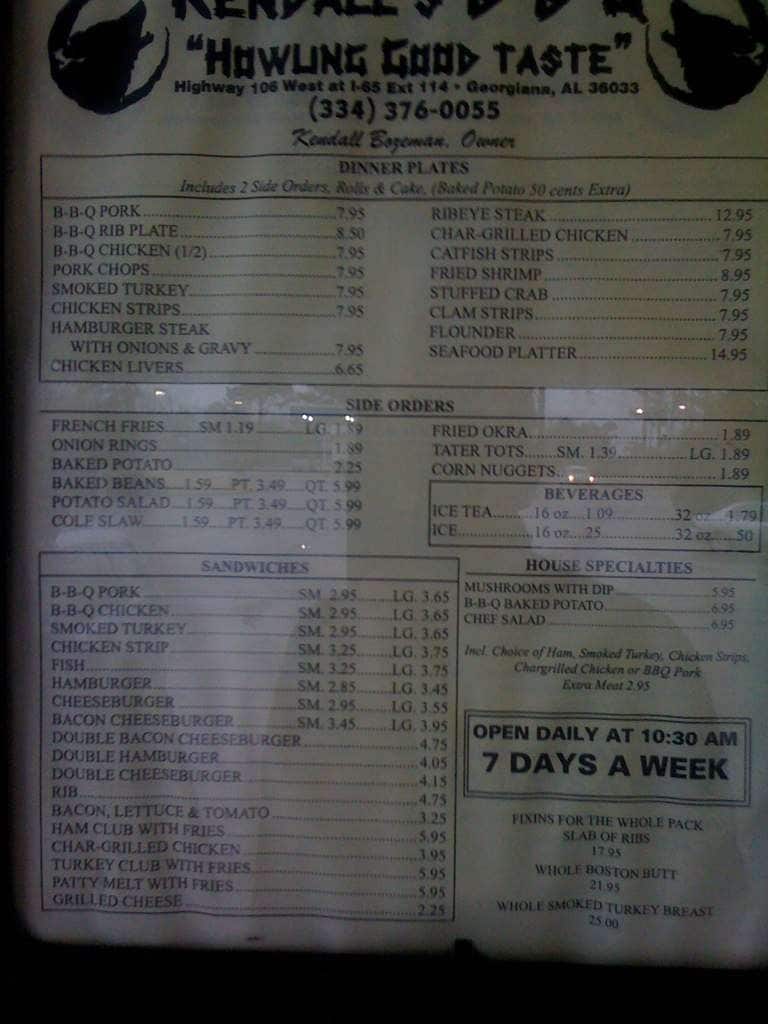 KENDALL'S B B Q
"HOWLING GOOD TASTE"
Highway 106 West at I-65 Ext 114 • Georgiana, AL 36033
(334) 376-0055
Kendall Bozeman, Owner
DINNER PLATES
Includes 2 Side Orders, Rolls & Cake, (Baked Potato 50 cents Extra)
B-B-Q PORK 7.95
B-B-Q RIB PLATE 8.50
B-B-Q CHICKEN (1/2) 7.95
PORK CHOPS 7.95
SMOKED TURKEY 7.95
CHICKEN STRIPS 7.95
HAMBURGER STEAK
WITH ONIONS & GRAVY 7.95
CHICKEN LIVERS 6.65
RIBEYE STEAK 12.95
CHAR-GRILLED CHICKEN 7.95
CATFISH STRIPS 7.95
FRIED SHRIMP 8.95
STUFFED CRAB 7.95
CLAM STRIPS 7.95
FLOUNDER 7.95
SEAFOOD PLATTER 14.95
SIDE ORDERS
FRENCH FRIES SM 1.19 LG. 1.89
ONION RINGS 1.89
BAKED POTATO 2.25
BAKED BEANS 1.59 PT. 3.49 QT. 5.99
POTATO SALAD 1.59 PT. 3.49 QT. 5.99
COLE SLAW 1.59 PT. 3.49 QT. 5.99
FRIED OKRA 1.89
TATER TOTS SM. 1.39 LG. 1.89
CORN NUGGETS 1.89
BEVERAGES
ICE TEA 16 oz. 1.09 32 oz. 1.79
ICE 16 oz. .25 32 oz. .50
SANDWICHES
B-B-Q PORK SM. 2.95 LG. 3.65
B-B-Q CHICKEN SM. 2.95 LG. 3.65
SMOKED TURKEY SM. 2.95 LG. 3.65
CHICKEN STRIP SM. 3.25 LG. 3.75
FISH SM. 3.25 LG. 3.75
HAMBURGER SM. 2.85 LG. 3.45
CHEESEBURGER SM. 2.95 LG. 3.55
BACON CHEESEBURGER SM. 3.45 LG. 3.95
DOUBLE BACON CHEESEBURGER 4.75
DOUBLE HAMBURGER 4.05
DOUBLE CHEESEBURGER 4.15
RIB 4.75
BACON, LETTUCE & TOMATO 3.25
HAM CLUB WITH FRIES 5.95
CHAR-GRILLED CHICKEN 3.95
TURKEY CLUB WITH FRIES 5.95
PATTY MELT WITH FRIES 5.95
GRILLED CHEESE 2.25
HOUSE SPECIALTIES
MUSHROOMS WITH DIP 5.95
B-B-Q BAKED POTATO 6.95
CHEF SALAD 6.95
Incl. Choice of Ham, Smoked Turkey, Chicken Strips,
Chargrilled Chicken or BBQ Pork
Extra Meat 2.95
OPEN DAILY AT 10:30 AM
7 DAYS A WEEK
FIXINS FOR THE WHOLE PACK
SLAB OF RIBS
17.95
WHOLE BOSTON BUTT
21.95
WHOLE SMOKED TURKEY BREAST
25.00